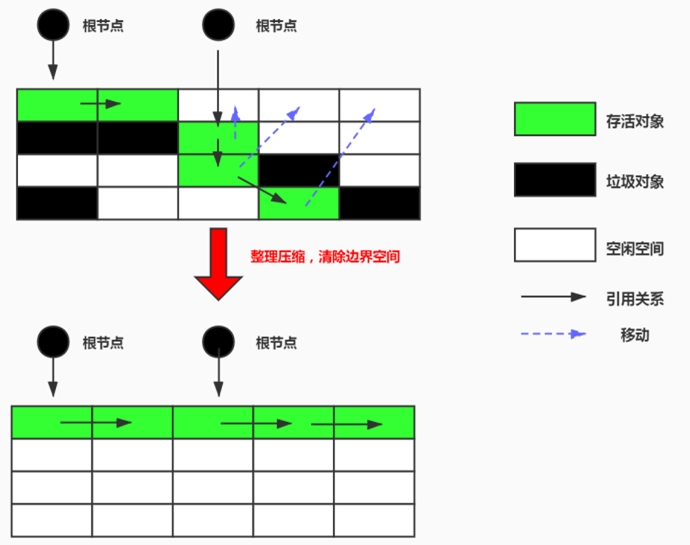 根节点
根节点
存活对象
垃圾对象
空闲空间
引用关系
移动
整理压缩，清除边界空间
根节点
根节点